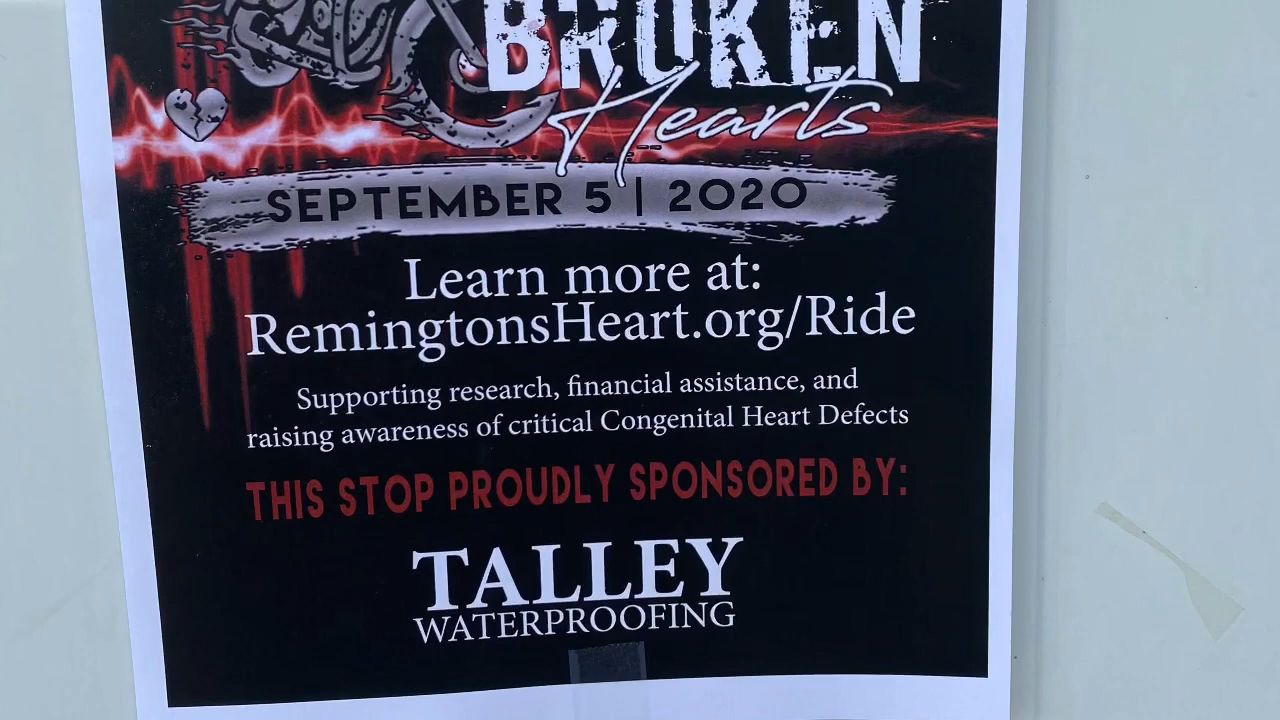 BROKEN
Hearts
SEPTEMBER 5 | 2020
Learn more at:
RemingtonsHeart.org/Ride
Supporting research, financial assistance, and
raising awareness of critical Congenital Heart Defects
THIS STOP PROUDLY SPONSORED BY:
TALLEY
WATERPROOFING